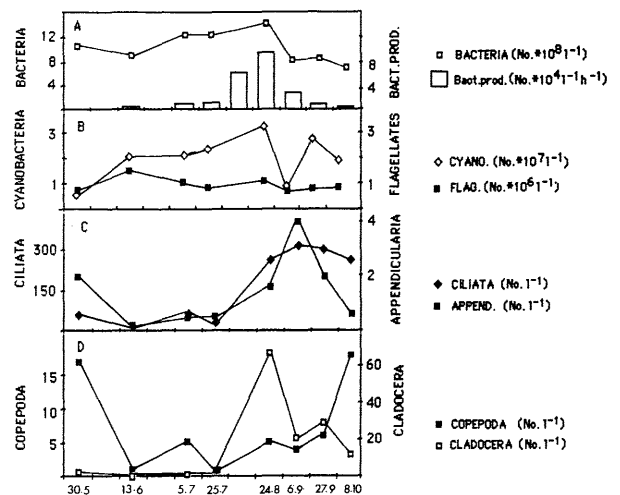 A
12
8
4
BACTERIA
8
4
BACT.PROD.
BACTERIA (No.*10⁸l⁻¹)
Bact.prod. (No.*10⁴l⁻¹h⁻¹)
B
3
1
CYANOBACTERIA
3
2
1
FLAGELLATES
CYANO. (No.*10⁷l⁻¹)
FLAG. (No.*10⁶l⁻¹)
C
300
150
CILIATA
4
2
APPENDICULARIA
CILIATA (No.l⁻¹)
APPEND. (No.l⁻¹)
D
15
10
5
COPEPODA
60
40
20
CLADOCERA
COPEPODA (No.l⁻¹)
CLADOCERA (No.l⁻¹)
30.5 13.6 5.7 25.7 24.8 6.9 27.9 8.10